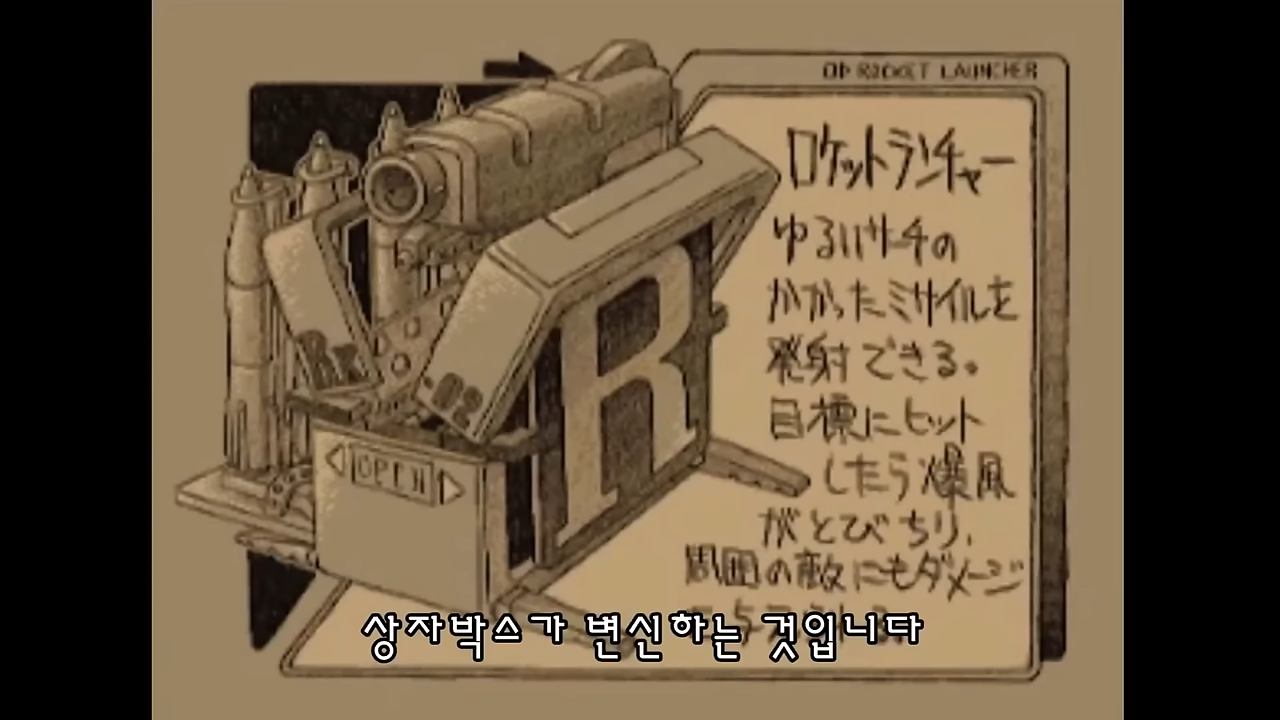 ROCKET LAUNCHER
ロケットランチャー
ゆるいサーチの
かかったミサイルを
発射できる。
目標にヒット
したら爆風
がとびちり、
周囲の敵にもダメージ
R
OPEN
상자박스가 변신하는 것입니다